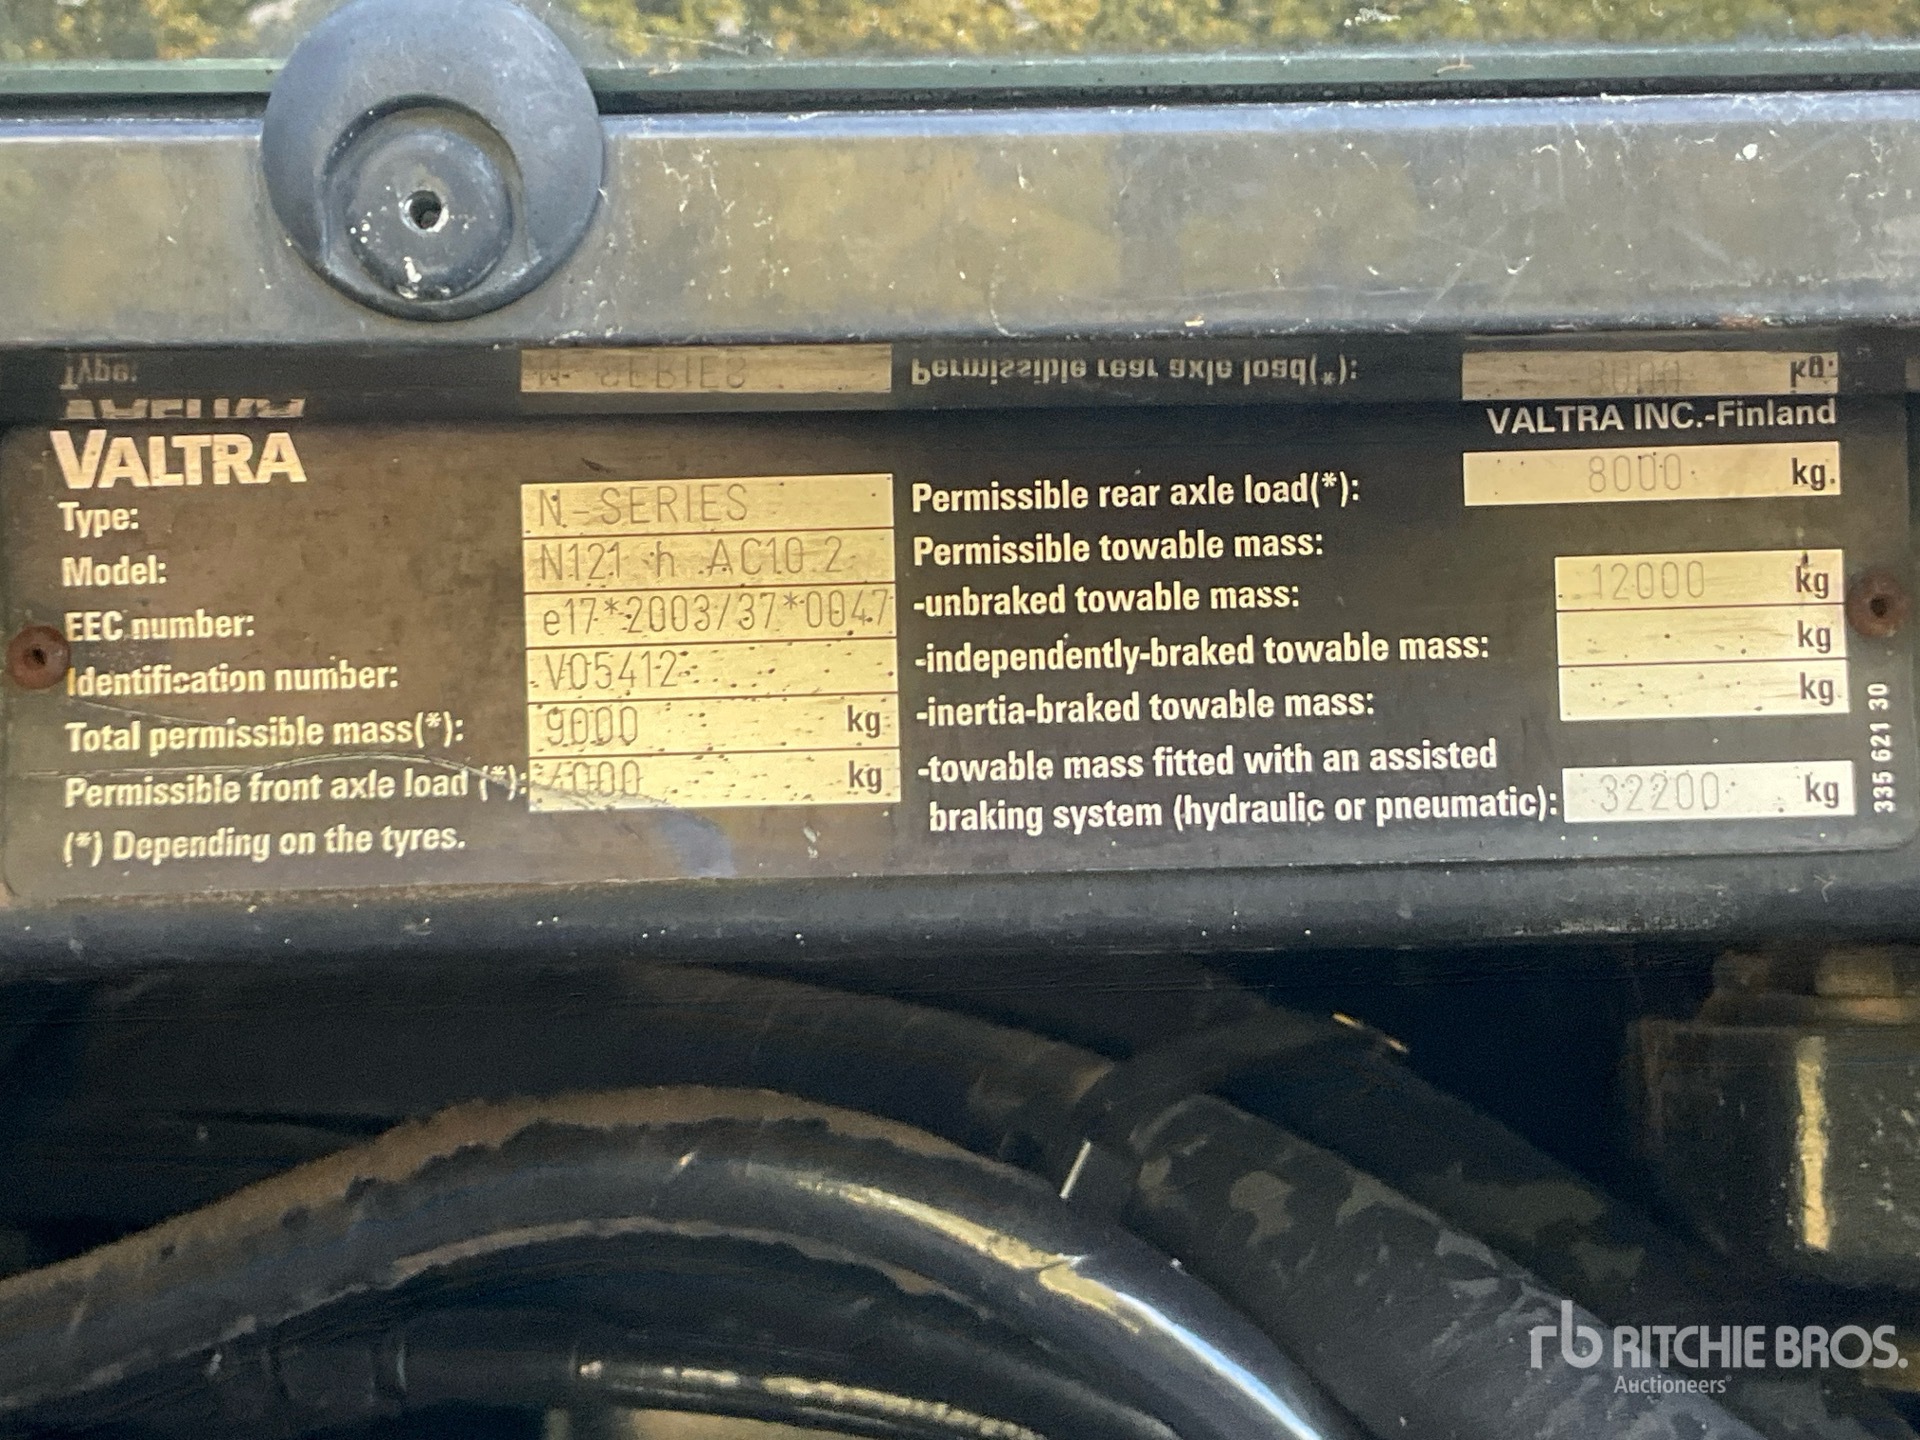 VALTRA
VALTRA INC.-Finland
Type: N-SERIES
Model: N121 h AC10.2
EEC number: e17*2003/37*0047
Identification number: V05412
Total permissible mass(*): 9000 kg
Permissible front axle load (*): 4000 kg
(*) Depending on the tyres.
Permissible rear axle load(*): 8000 kg.
Permissible towable mass:
-unbraked towable mass: 12000 kg
-independently-braked towable mass: kg
-inertia-braked towable mass: kg
-towable mass fitted with an assisted
braking system (hydraulic or pneumatic): 32200 kg
335 621 30
rb RITCHIE BROS.
Auctioneers